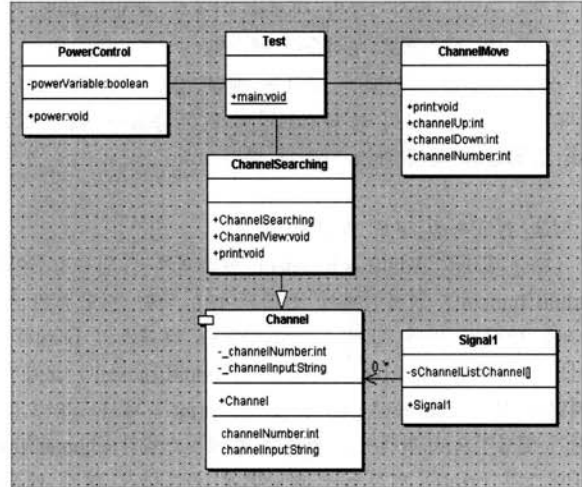 PowerControl
-powerVariable:boolean
+power:void
Test
+main:void
ChannelMove
+print:void
+channelUp:int
+channelDown:int
+channelNumber:int
ChannelSearching
+ChannelSearching
+ChannelView:void
+print:void
Channel
-_channelNumber:int
-_channelInput:String
+Channel
channelNumber:int
channelInput:String
0..*
Signal1
-sChannelList:Channel[]
+Signal1